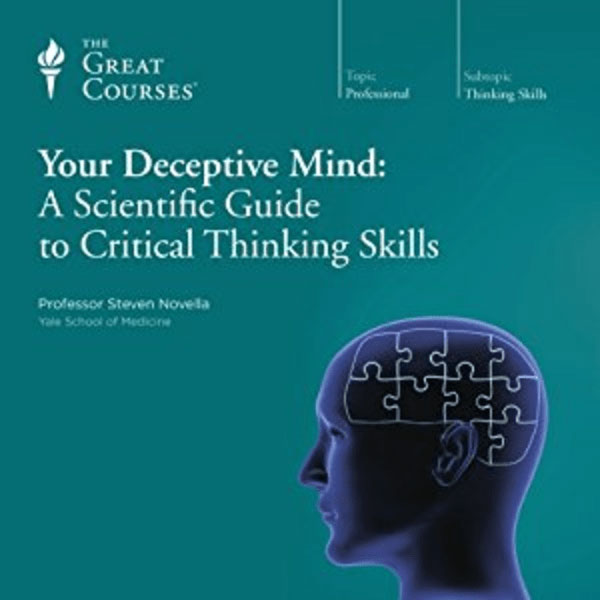 THE
GREAT
COURSES®
Topic
Professional
Subtopic
Thinking Skills
Your Deceptive Mind:
A Scientific Guide
to Critical Thinking Skills
Professor Steven Novella
Yale School of Medicine